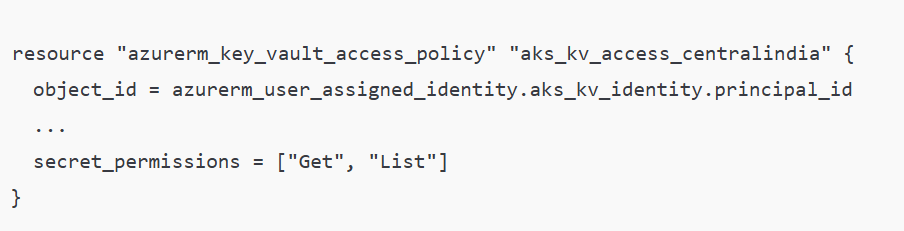 resource "azurerm_key_vault_access_policy" "aks_kv_access_centralindia" {
  object_id = azurerm_user_assigned_identity.aks_kv_identity.principal_id
  ...
  secret_permissions = ["Get", "List"]
}